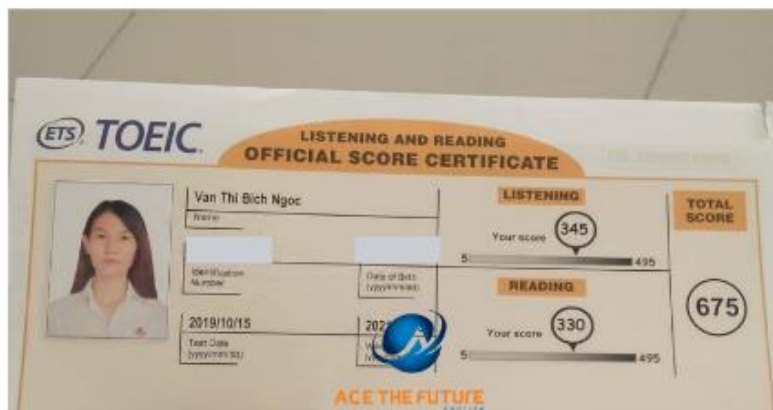 ETS TOEIC
LISTENING AND READING
OFFICIAL SCORE CERTIFICATE
Van Thi Bich Ngoc
Name
Identification
Number
Date of Birth
(yyyy/mm/dd)
2019/10/15
Test Date
(yyyy/mm/dd)
202
LISTENING
Your score
345
5
495
READING
Your score
330
5
495
TOTAL
SCORE
675
ACE THE FUTURE